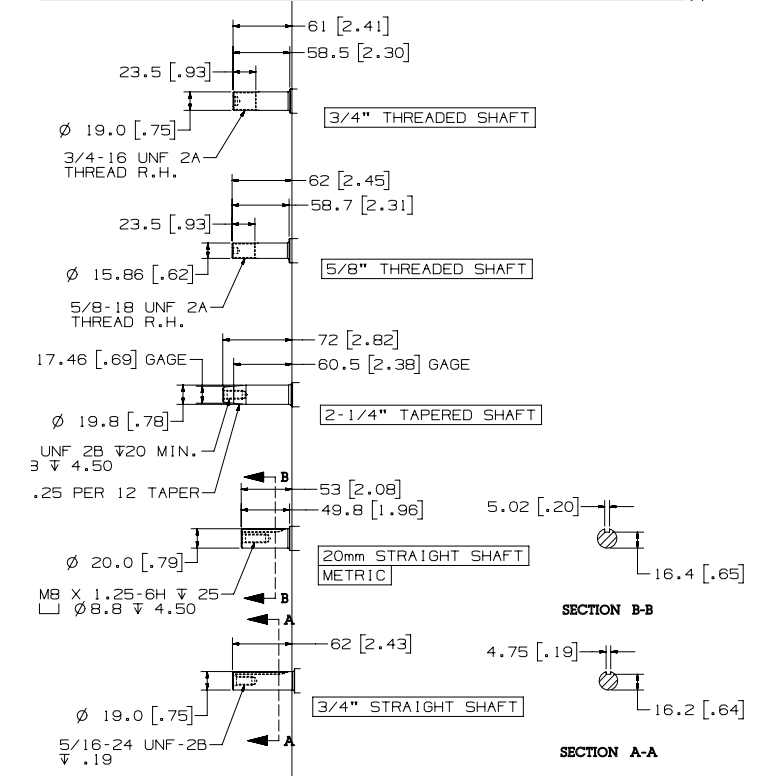 61 [2.41]
58.5 [2.30]
23.5 [.93]
Ø 19.0 [.75]
3/4" THREADED SHAFT
3/4-16 UNF 2A
THREAD R.H.
62 [2.45]
58.7 [2.31]
23.5 [.93]
Ø 15.86 [.62]
5/8" THREADED SHAFT
5/8-18 UNF 2A
THREAD R.H.
72 [2.82]
17.46 [.69] GAGE
60.5 [2.38] GAGE
Ø 19.8 [.78]
2-1/4" TAPERED SHAFT
UNF 2B ↧20 MIN.
↧ 4.50
.25 PER 12 TAPER
B
53 [2.08]
49.8 [1.96]
5.02 [.20]
Ø 20.0 [.79]
20mm STRAIGHT SHAFT
METRIC
16.4 [.65]
M8 X 1.25-6H ↧ 25
⌴ Ø8.8 ↧ 4.50
B
SECTION B-B
A
62 [2.43]
4.75 [.19]
Ø 19.0 [.75]
3/4" STRAIGHT SHAFT
16.2 [.64]
5/16-24 UNF-2B
↧ .19
A
SECTION A-A